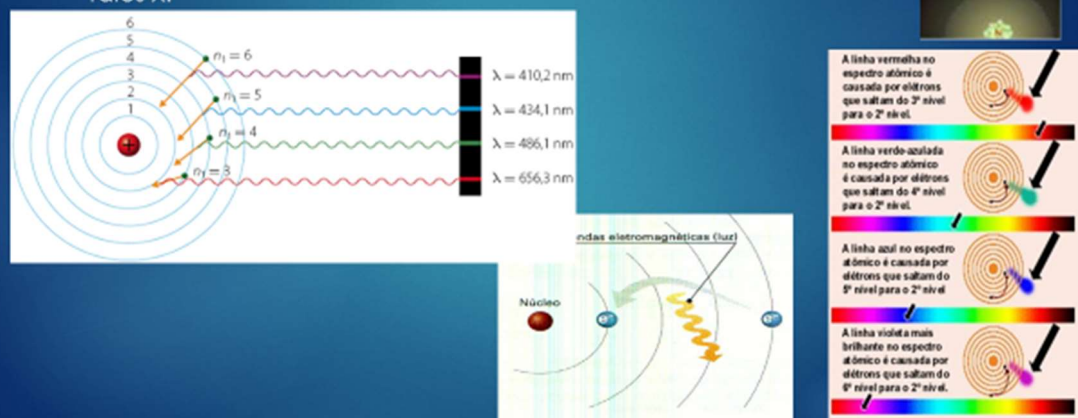 6
5
4
3
2
1
n₁ = 6
n₁ = 5
n₁ = 4
n₁ = 3
λ = 410,2 nm
λ = 434,1 nm
λ = 486,1 nm
λ = 656,3 nm
ndas eletromagnéticas (luz)
Núcleo
A linha vermelha no
espectro atômico é
causada por elétrons
que saltam do 3º nível
para o 2º nível.
A linha verde-azulada
no espectro atômico
é causada por elétrons
que saltam do 4º nível
para o 2º nível.
A linha azul no espectro
atômico é causada por
elétrons que saltam do
5º nível para o 2º nível
A linha violeta mais
brilhante no espectro
atômico é causada por
elétrons que saltam do
6º nível para o 2º nível.